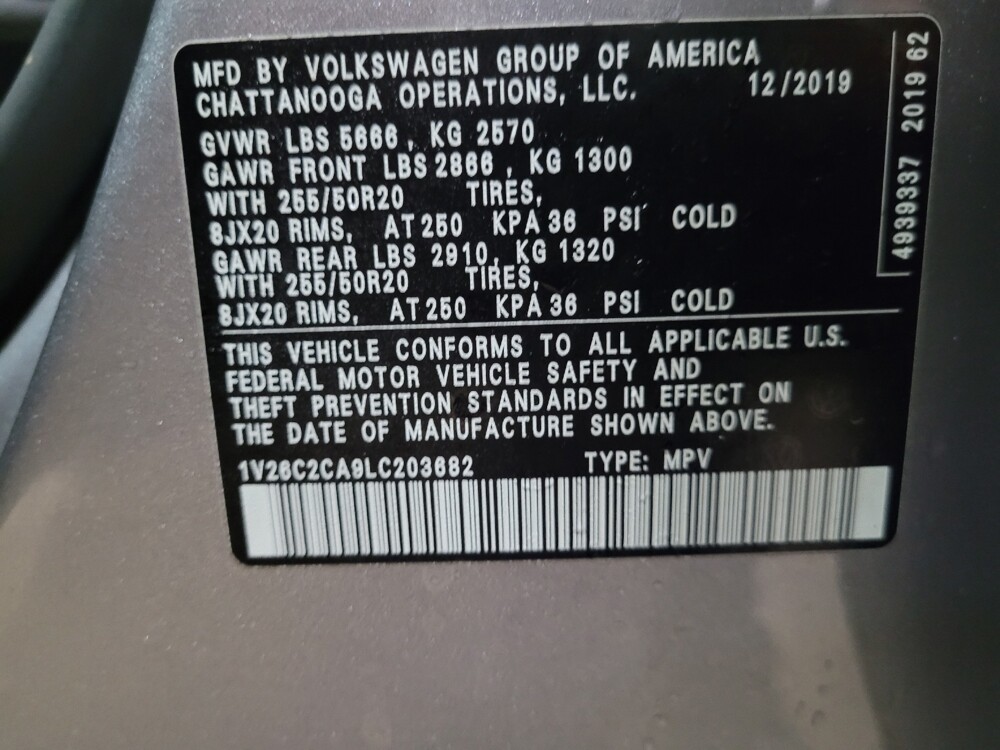 MFD BY VOLKSWAGEN GROUP OF AMERICA
CHATTANOOGA OPERATIONS, LLC. 12/2019
GVWR LBS 5666 , KG 2570
GAWR FRONT LBS 2866 , KG 1300
WITH 255/50R20 TIRES,
8JX20 RIMS, AT 250 KPA 36 PSI COLD
GAWR REAR LBS 2910, KG 1320
WITH 255/50R20 TIRES,
8JX20 RIMS, AT 250 KPA 36 PSI COLD
THIS VEHICLE CONFORMS TO ALL APPLICABLE U.S.
FEDERAL MOTOR VEHICLE SAFETY AND
THEFT PREVENTION STANDARDS IN EFFECT ON
THE DATE OF MANUFACTURE SHOWN ABOVE.
1V26C2CA9LC203682 TYPE: MPV
4939337 2019 62